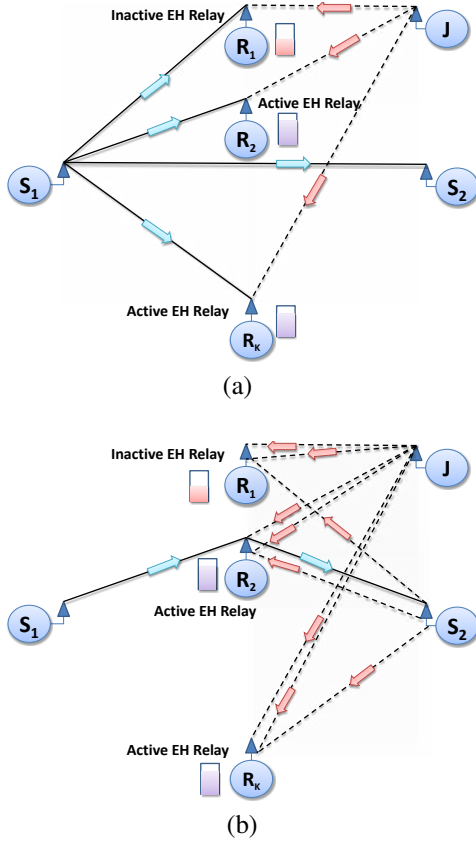 Inactive EH Relay
R₁
J
Active EH Relay
R₂
S₁
S₂
Active EH Relay
Rₖ
(a)
Inactive EH Relay
R₁
J
R₂
S₁
Active EH Relay
S₂
Active EH Relay
Rₖ
(b)